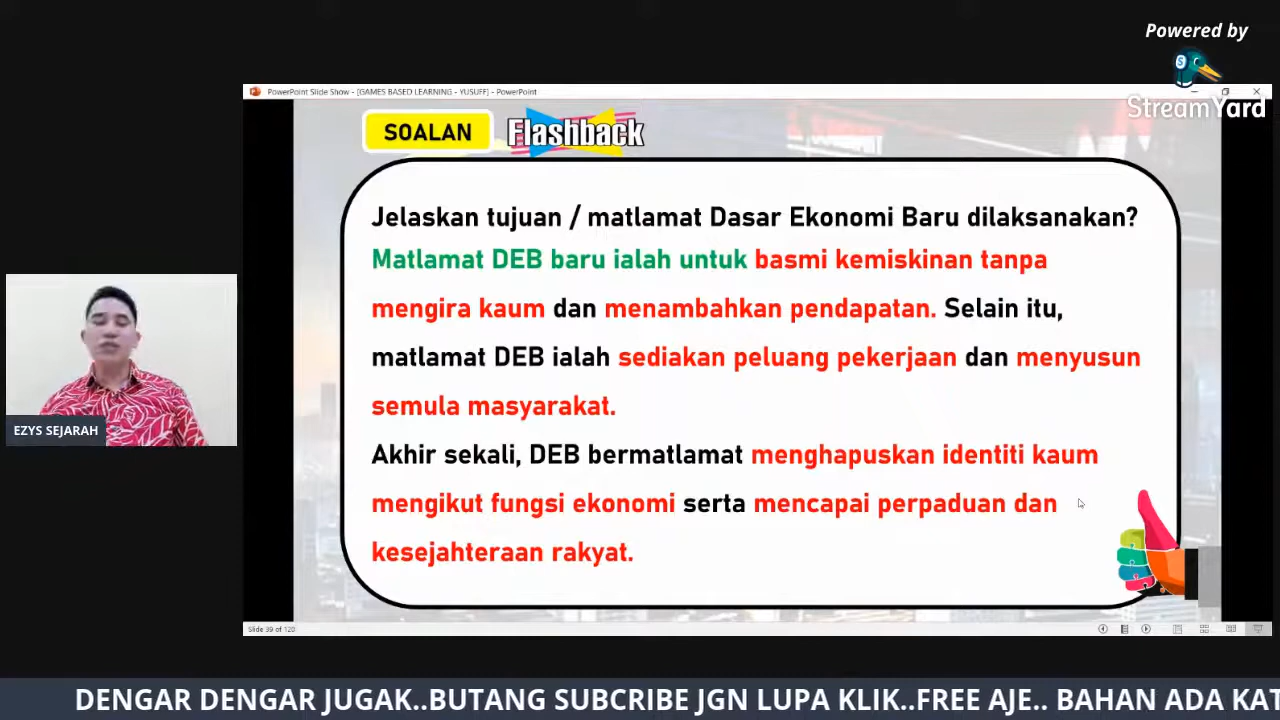 Powered by
StreamYard
PowerPoint Slide Show - [GAMES BASED LEARNING - YUSUFF] - PowerPoint
SOALAN
Flashback
Jelaskan tujuan / matlamat Dasar Ekonomi Baru dilaksanakan?
Matlamat DEB baru ialah untuk basmi kemiskinan tanpa
mengira kaum dan menambahkan pendapatan. Selain itu,
matlamat DEB ialah sediakan peluang pekerjaan dan menyusun
semula masyarakat.
Akhir sekali, DEB bermatlamat menghapuskan identiti kaum
mengikut fungsi ekonomi serta mencapai perpaduan dan
kesejahteraan rakyat.
EZYS SEJARAH
Slide 39 of 120
DENGAR DENGAR JUGAK..BUTANG SUBCRIBE JGN LUPA KLIK..FREE AJE.. BAHAN ADA KAT